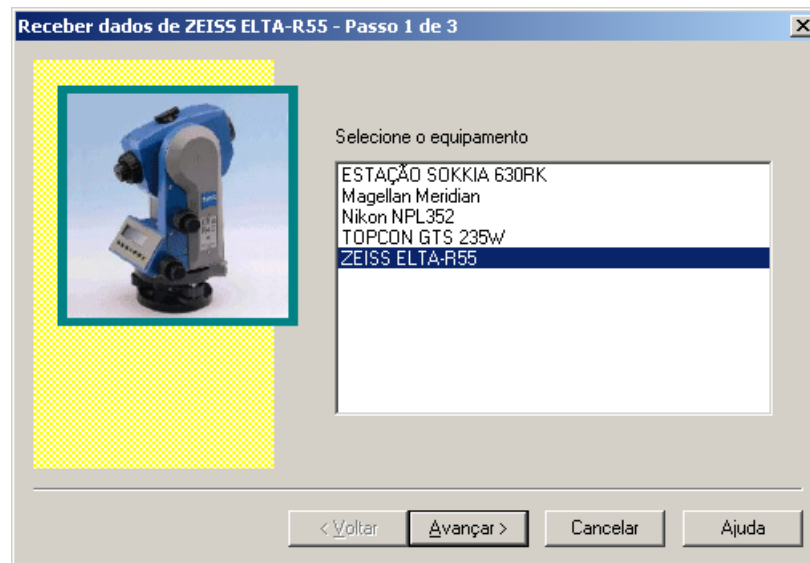 Receber dados de ZEISS ELTA-R55 - Passo 1 de 3
Selecione o equipamento
ESTAÇÃO SOKKIA 630RK
Magellan Meridian
Nikon NPL352
TOPCON GTS 235W
ZEISS ELTA-R55
< Voltar
Avançar >
Cancelar
Ajuda